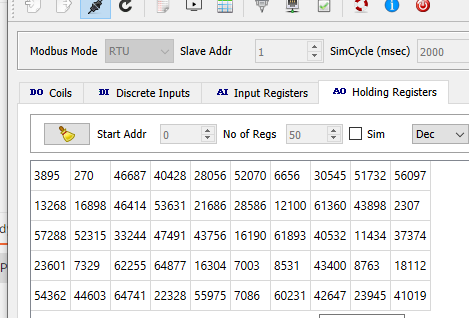 Modbus Mode RTU Slave Addr 1 SimCycle (msec) 2000
DO Coils DI Discrete Inputs AI Input Registers AO Holding Registers
Start Addr 0 No of Regs 50 Sim Dec
3895 270 46687 40428 28056 52070 6656 30545 51732 56097
13268 16898 46414 53631 21686 28586 12100 61360 43898 2307
57288 52315 33244 47491 43756 16190 61893 40532 11434 37374
23601 7329 62255 64877 16304 7003 8531 43400 8763 18112
54362 44603 64741 22328 55975 7086 60231 42647 23945 41019